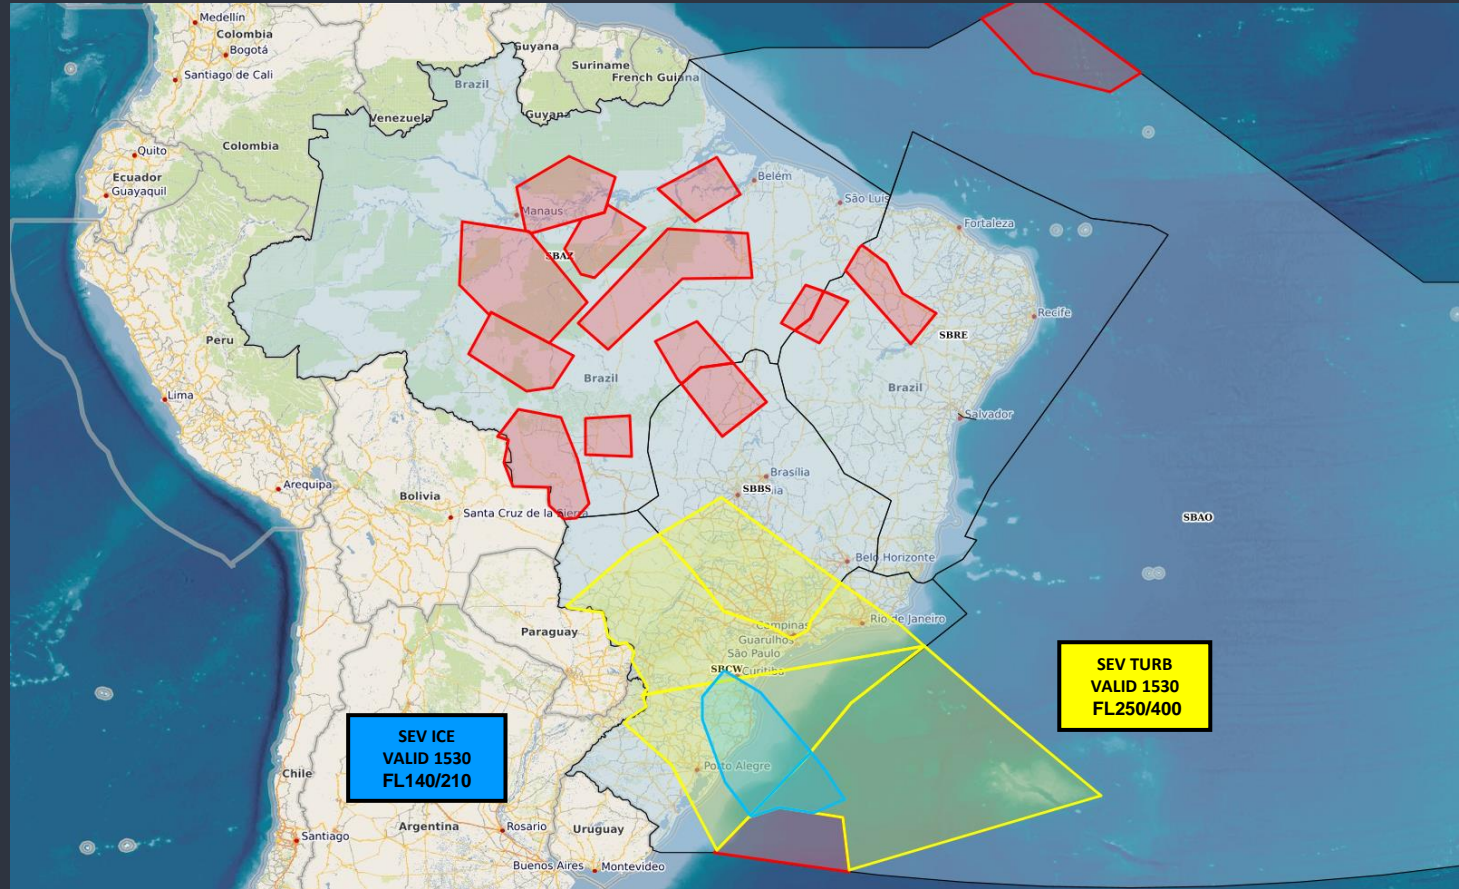 Medellín
Colombia
Bogotá
Santiago de Cali
Guyana
Suriname
French Guiana
Brazil
Venezuela
Guyana
Colombia
Quito
Ecuador
Guayaquil
Belém
São Luís
Manaus
Fortaleza
SBAZ
Recife
SBRE
Peru
Brazil
Brazil
Lima
Salvador
Arequipa
Bolivia
Brasília
SBBS
ia
Santa Cruz de la Sierra
SBAO
Belo Horizonte
Paraguay
Campinas
Rio de Janeiro
Guarulhos
São Paulo
SBCW
Curitiba
SEV TURB
VALID 1530
FL250/400
SEV ICE
VALID 1530
FL140/210
Porto Alegre
Chile
Santiago
Argentina
Rosario
Uruguay
Buenos Aires
Montevideo